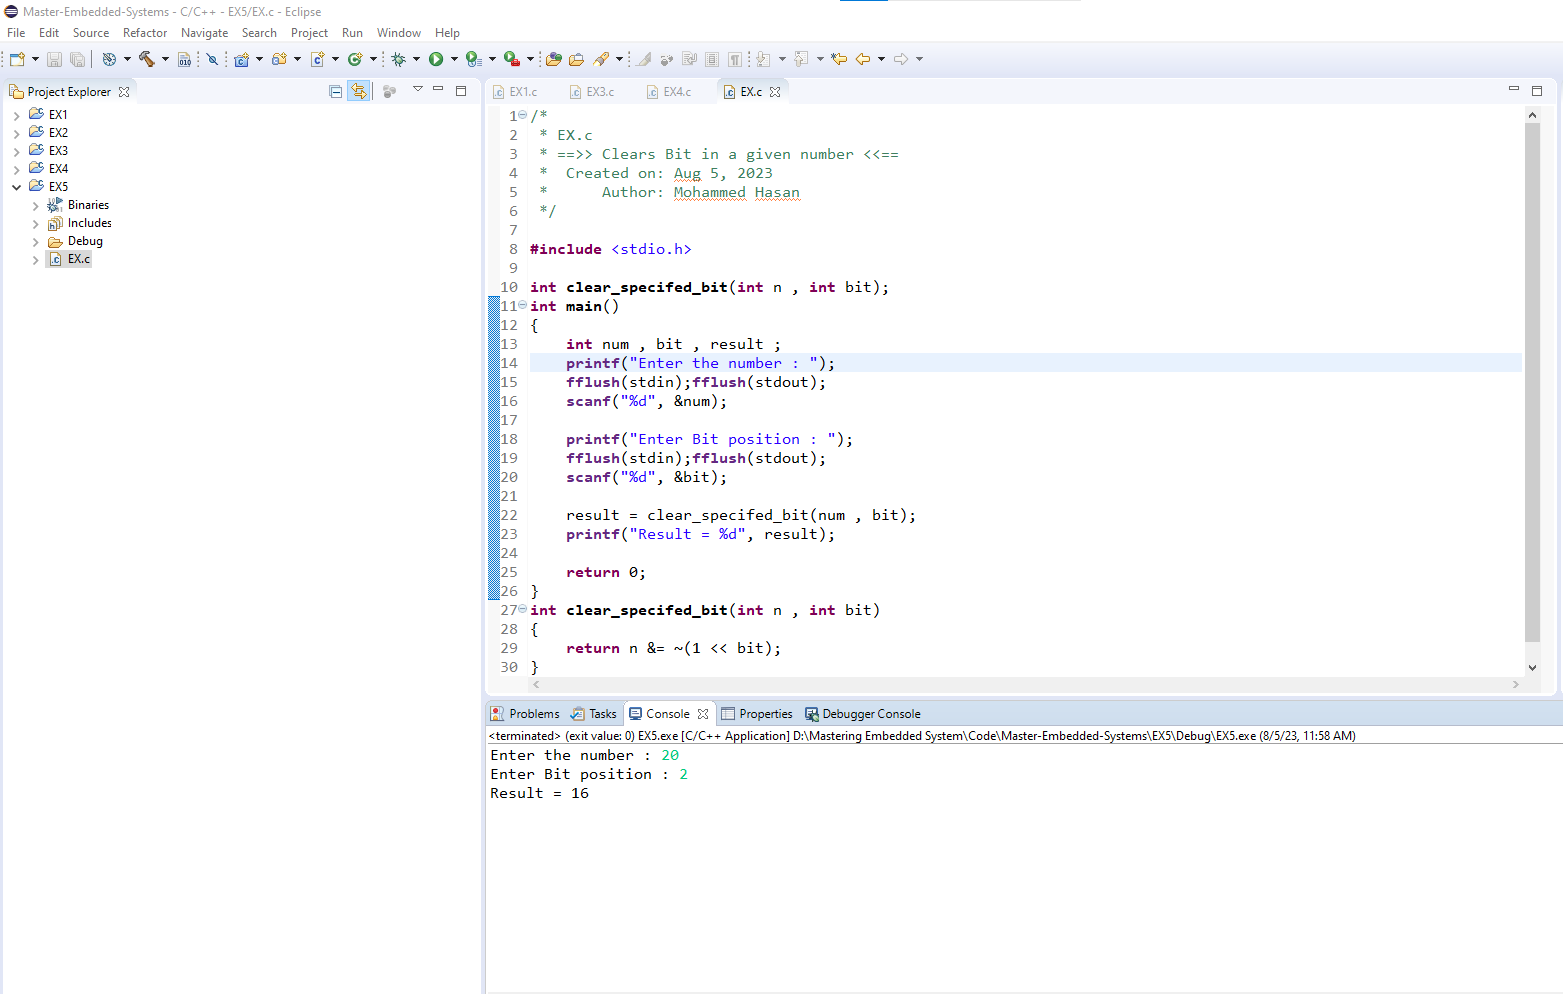 Master-Embedded-Systems - C/C++ - EX5/EX.c - Eclipse
File Edit Source Refactor Navigate Search Project Run Window Help
Project Explorer
EX1
EX2
EX3
EX4
EX5
Binaries
Includes
Debug
EX.c
EX1.c EX3.c EX4.c EX.c
1 /*
2  * EX.c
3  * ==>> Clears Bit in a given number <<==
4  *  Created on: Aug 5, 2023
5  *      Author: Mohammed Hasan
6  */
7
8 #include <stdio.h>
9
10 int clear_specifed_bit(int n , int bit);
11 int main()
12 {
13     int num , bit , result ;
14     printf("Enter the number : ");
15     fflush(stdin);fflush(stdout);
16     scanf("%d", &num);
17
18     printf("Enter Bit position : ");
19     fflush(stdin);fflush(stdout);
20     scanf("%d", &bit);
21
22     result = clear_specifed_bit(num , bit);
23     printf("Result = %d", result);
24
25     return 0;
26 }
27 int clear_specifed_bit(int n , int bit)
28 {
29     return n &= ~(1 << bit);
30 }
Problems Tasks Console Properties Debugger Console
<terminated> (exit value: 0) EX5.exe [C/C++ Application] D:\Mastering Embedded System\Code\Master-Embedded-Systems\EX5\Debug\EX5.exe (8/5/23, 11:58 AM)
Enter the number : 20
Enter Bit position : 2
Result = 16